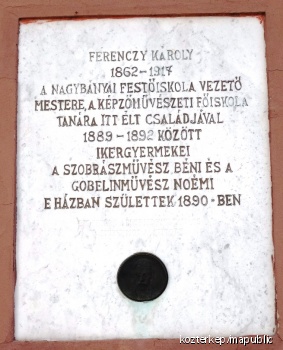 FERENCZY KÁROLY
1862-1917
A NAGYBÁNYAI FESTŐISKOLA VEZETŐ
MESTERE, A KÉPZŐMŰVÉSZETI FŐISKOLA
TANÁRA ITT ÉLT CSALÁDJÁVAL
1889-1892 KÖZÖTT
IKERGYERMEKEI
A SZOBRÁSZMŰVÉSZ BÉNI ÉS A
GOBELINMŰVÉSZ NOÉMI
E HÁZBAN SZÜLETTEK 1890-BEN
kozterkep/mapublic